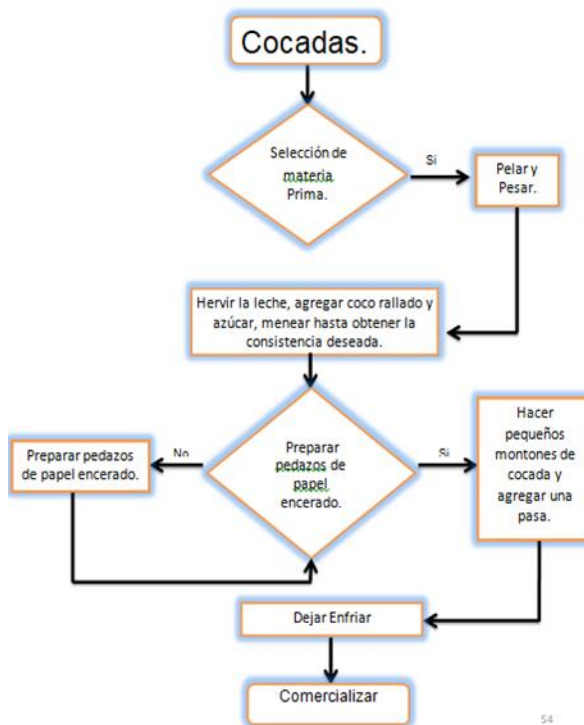 Cocadas.
Selección de
materia
Prima.
Si
Pelar y
Pesar.
Hervir la leche, agregar coco rallado y
azúcar, menear hasta obtener la
consistencia deseada.
Preparar pedazos
de papel encerado.
No
Preparar
pedazos de
papel
encerado.
Si
Hacer
pequeños
montones de
cocada y
agregar una
pasa.
Dejar Enfriar
Comercializar
54